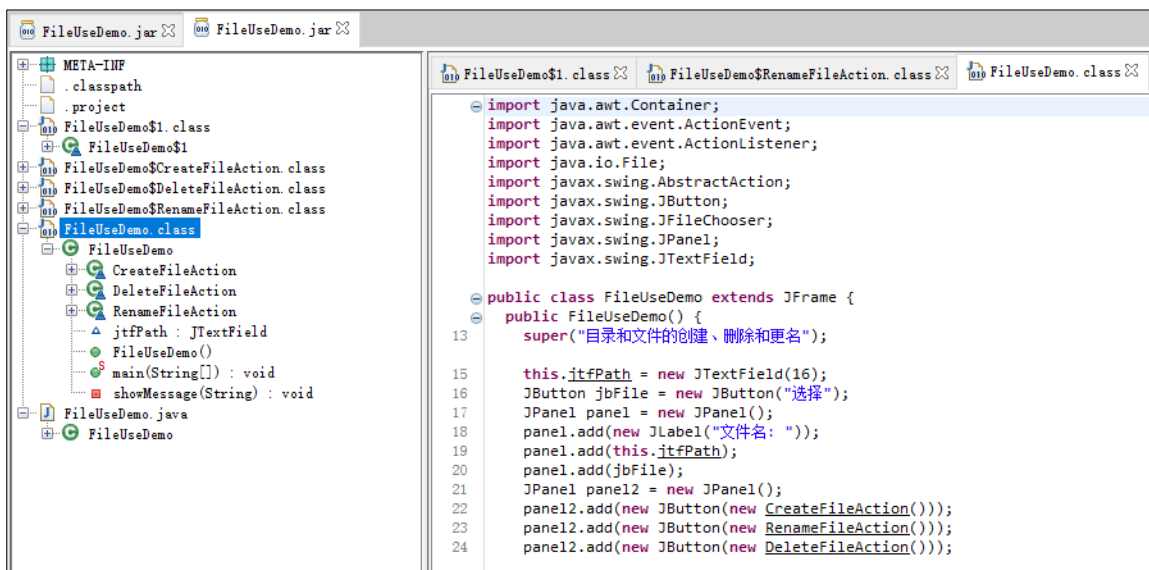 FileUseDemo.jar
FileUseDemo.jar
META-INF
.classpath
.project
FileUseDemo$1.class
FileUseDemo$1
FileUseDemo$CreateFileAction.class
FileUseDemo$DeleteFileAction.class
FileUseDemo$RenameFileAction.class
FileUseDemo.class
FileUseDemo
CreateFileAction
DeleteFileAction
RenameFileAction
jtfPath : JTextField
FileUseDemo()
main(String[]) : void
showMessage(String) : void
FileUseDemo.java
FileUseDemo
FileUseDemo$1.class
FileUseDemo$RenameFileAction.class
FileUseDemo.class
import java.awt.Container;
import java.awt.event.ActionEvent;
import java.awt.event.ActionListener;
import java.io.File;
import javax.swing.AbstractAction;
import javax.swing.JButton;
import javax.swing.JFileChooser;
import javax.swing.JPanel;
import javax.swing.JTextField;
public class FileUseDemo extends JFrame {
public FileUseDemo() {
13 super("目录和文件的创建、删除和更名");
15 this.jtfPath = new JTextField(16);
16 JButton jbFile = new JButton("选择");
17 JPanel panel = new JPanel();
18 panel.add(new JLabel("文件名: "));
19 panel.add(this.jtfPath);
20 panel.add(jbFile);
21 JPanel panel2 = new JPanel();
22 panel2.add(new JButton(new CreateFileAction()));
23 panel2.add(new JButton(new RenameFileAction()));
24 panel2.add(new JButton(new DeleteFileAction()));